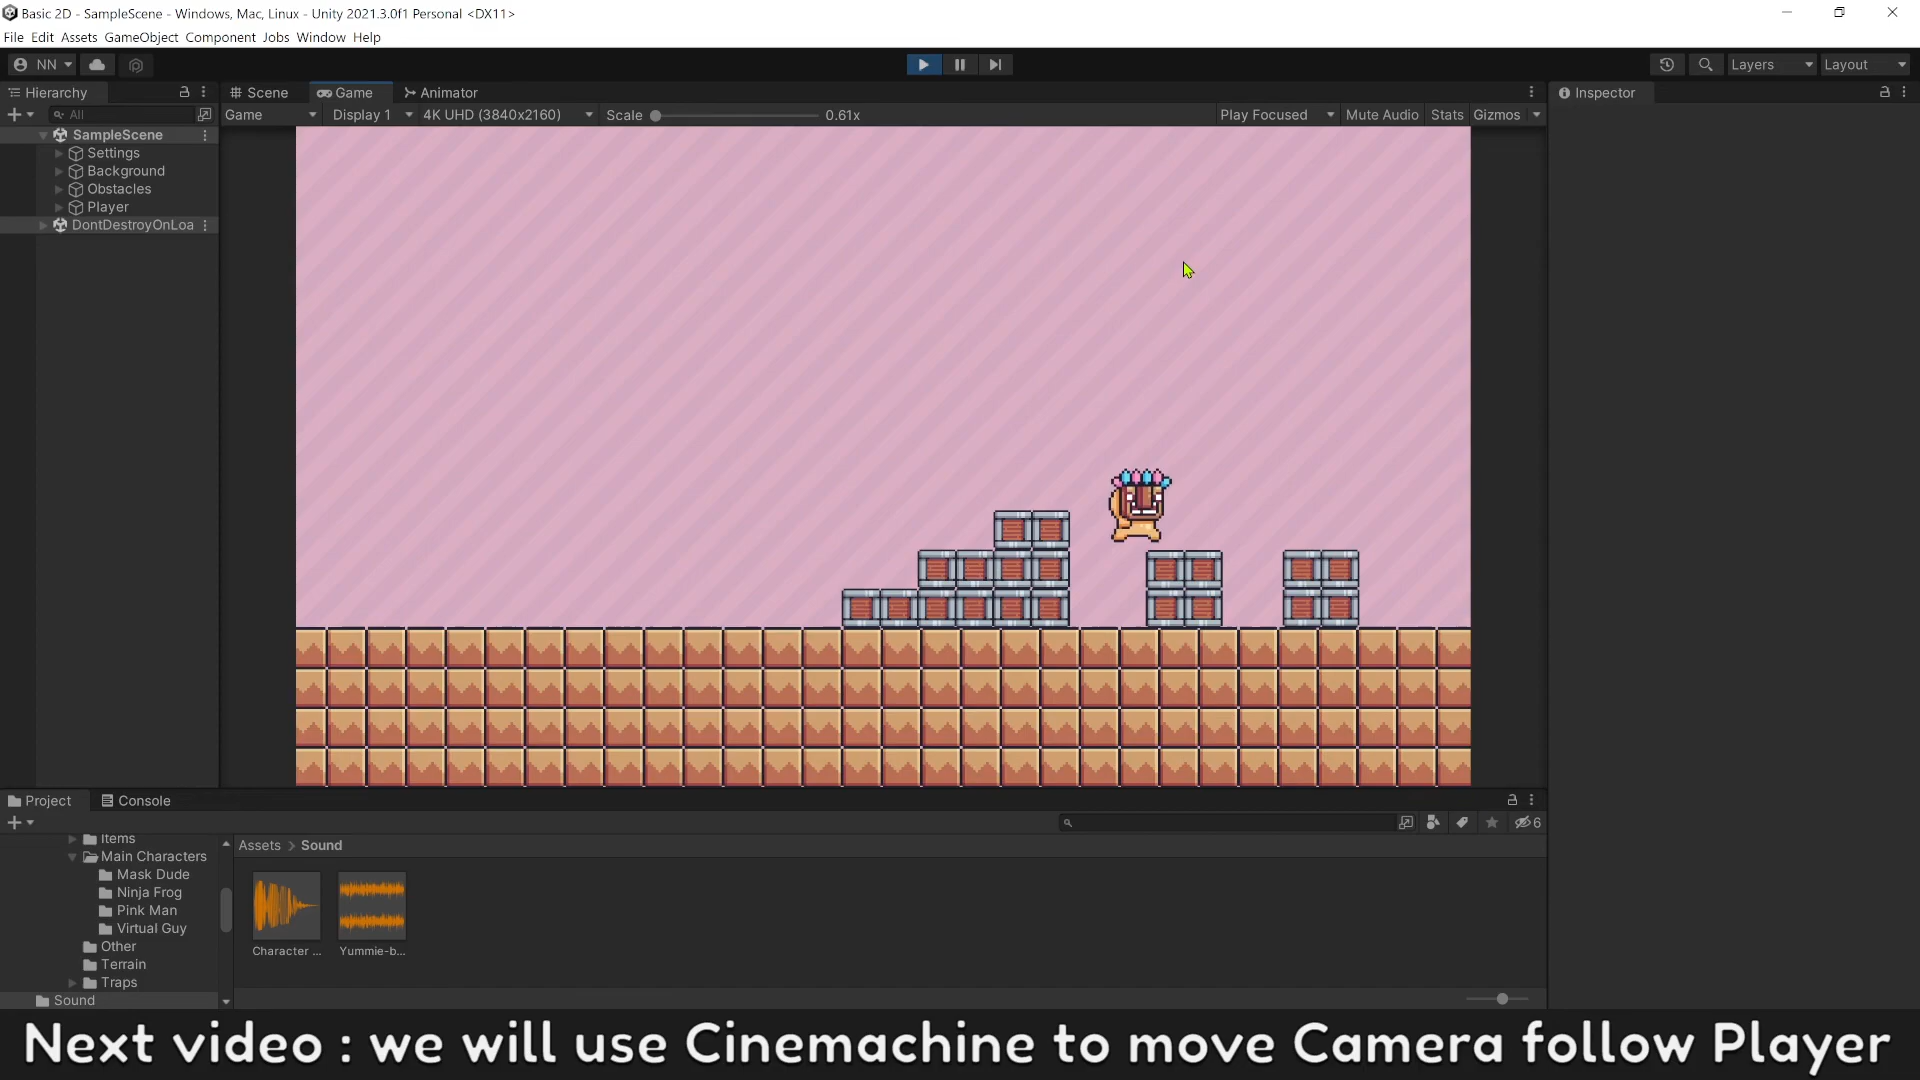 Basic 2D - SampleScene - Windows, Mac, Linux - Unity 2021.3.0f1 Personal <DX11>
File Edit Assets GameObject Component Jobs Window Help
NN
Layers
Layout
Hierarchy
Scene
Game
Animator
Inspector
All
Game
Display 1
4K UHD (3840x2160)
Scale
0.61x
Play Focused
Mute Audio
Stats
Gizmos
SampleScene
Settings
Background
Obstacles
Player
DontDestroyOnLoa
Project
Console
6
Items
Main Characters
Mask Dude
Ninja Frog
Pink Man
Virtual Guy
Other
Terrain
Traps
Sound
Assets > Sound
Character ...
Yummie-b...
Next video : we will use Cinemachine to move Camera follow Player